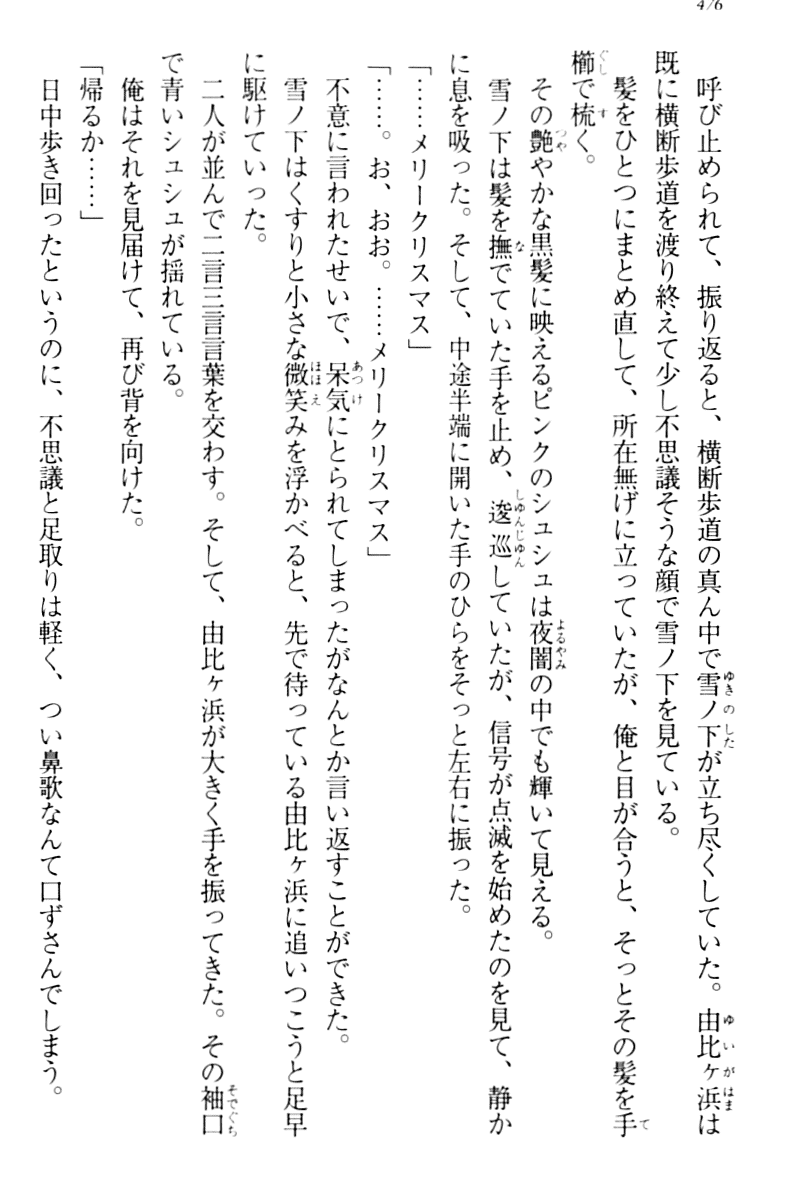 476
呼び止められて、振り返ると、横断歩道の真ん中で雪ノ下が立ち尽くしていた。由比ヶ浜は
既に横断歩道を渡り終えて少し不思議そうな顔で雪ノ下を見ている。
髪をひとつにまとめ直して、所在無げに立っていたが、俺と目が合うと、そっとその髪を手
櫛で梳く。
その艶やかな黒髪に映えるピンクのシュシュは夜闇の中でも輝いて見える。
雪ノ下は髪を撫でていた手を止め、逡巡していたが、信号が点滅を始めたのを見て、静か
に息を吸った。そして、中途半端に開いた手のひらをそっと左右に振った。
「……メリークリスマス」
「……。お、おお。……メリークリスマス」
不意に言われたせいで、呆気にとられてしまったがなんとか言い返すことができた。
雪ノ下はくすりと小さな微笑みを浮かべると、先で待っている由比ヶ浜に追いつこうと足早
に駆けていった。
二人が並んで二言三言言葉を交わす。そして、由比ヶ浜が大きく手を振ってきた。その袖口
で青いシュシュが揺れている。
俺はそれを見届けて、再び背を向けた。
「帰るか……」
日中歩き回ったというのに、不思議と足取りは軽く、つい鼻歌なんて口ずさんでしまう。